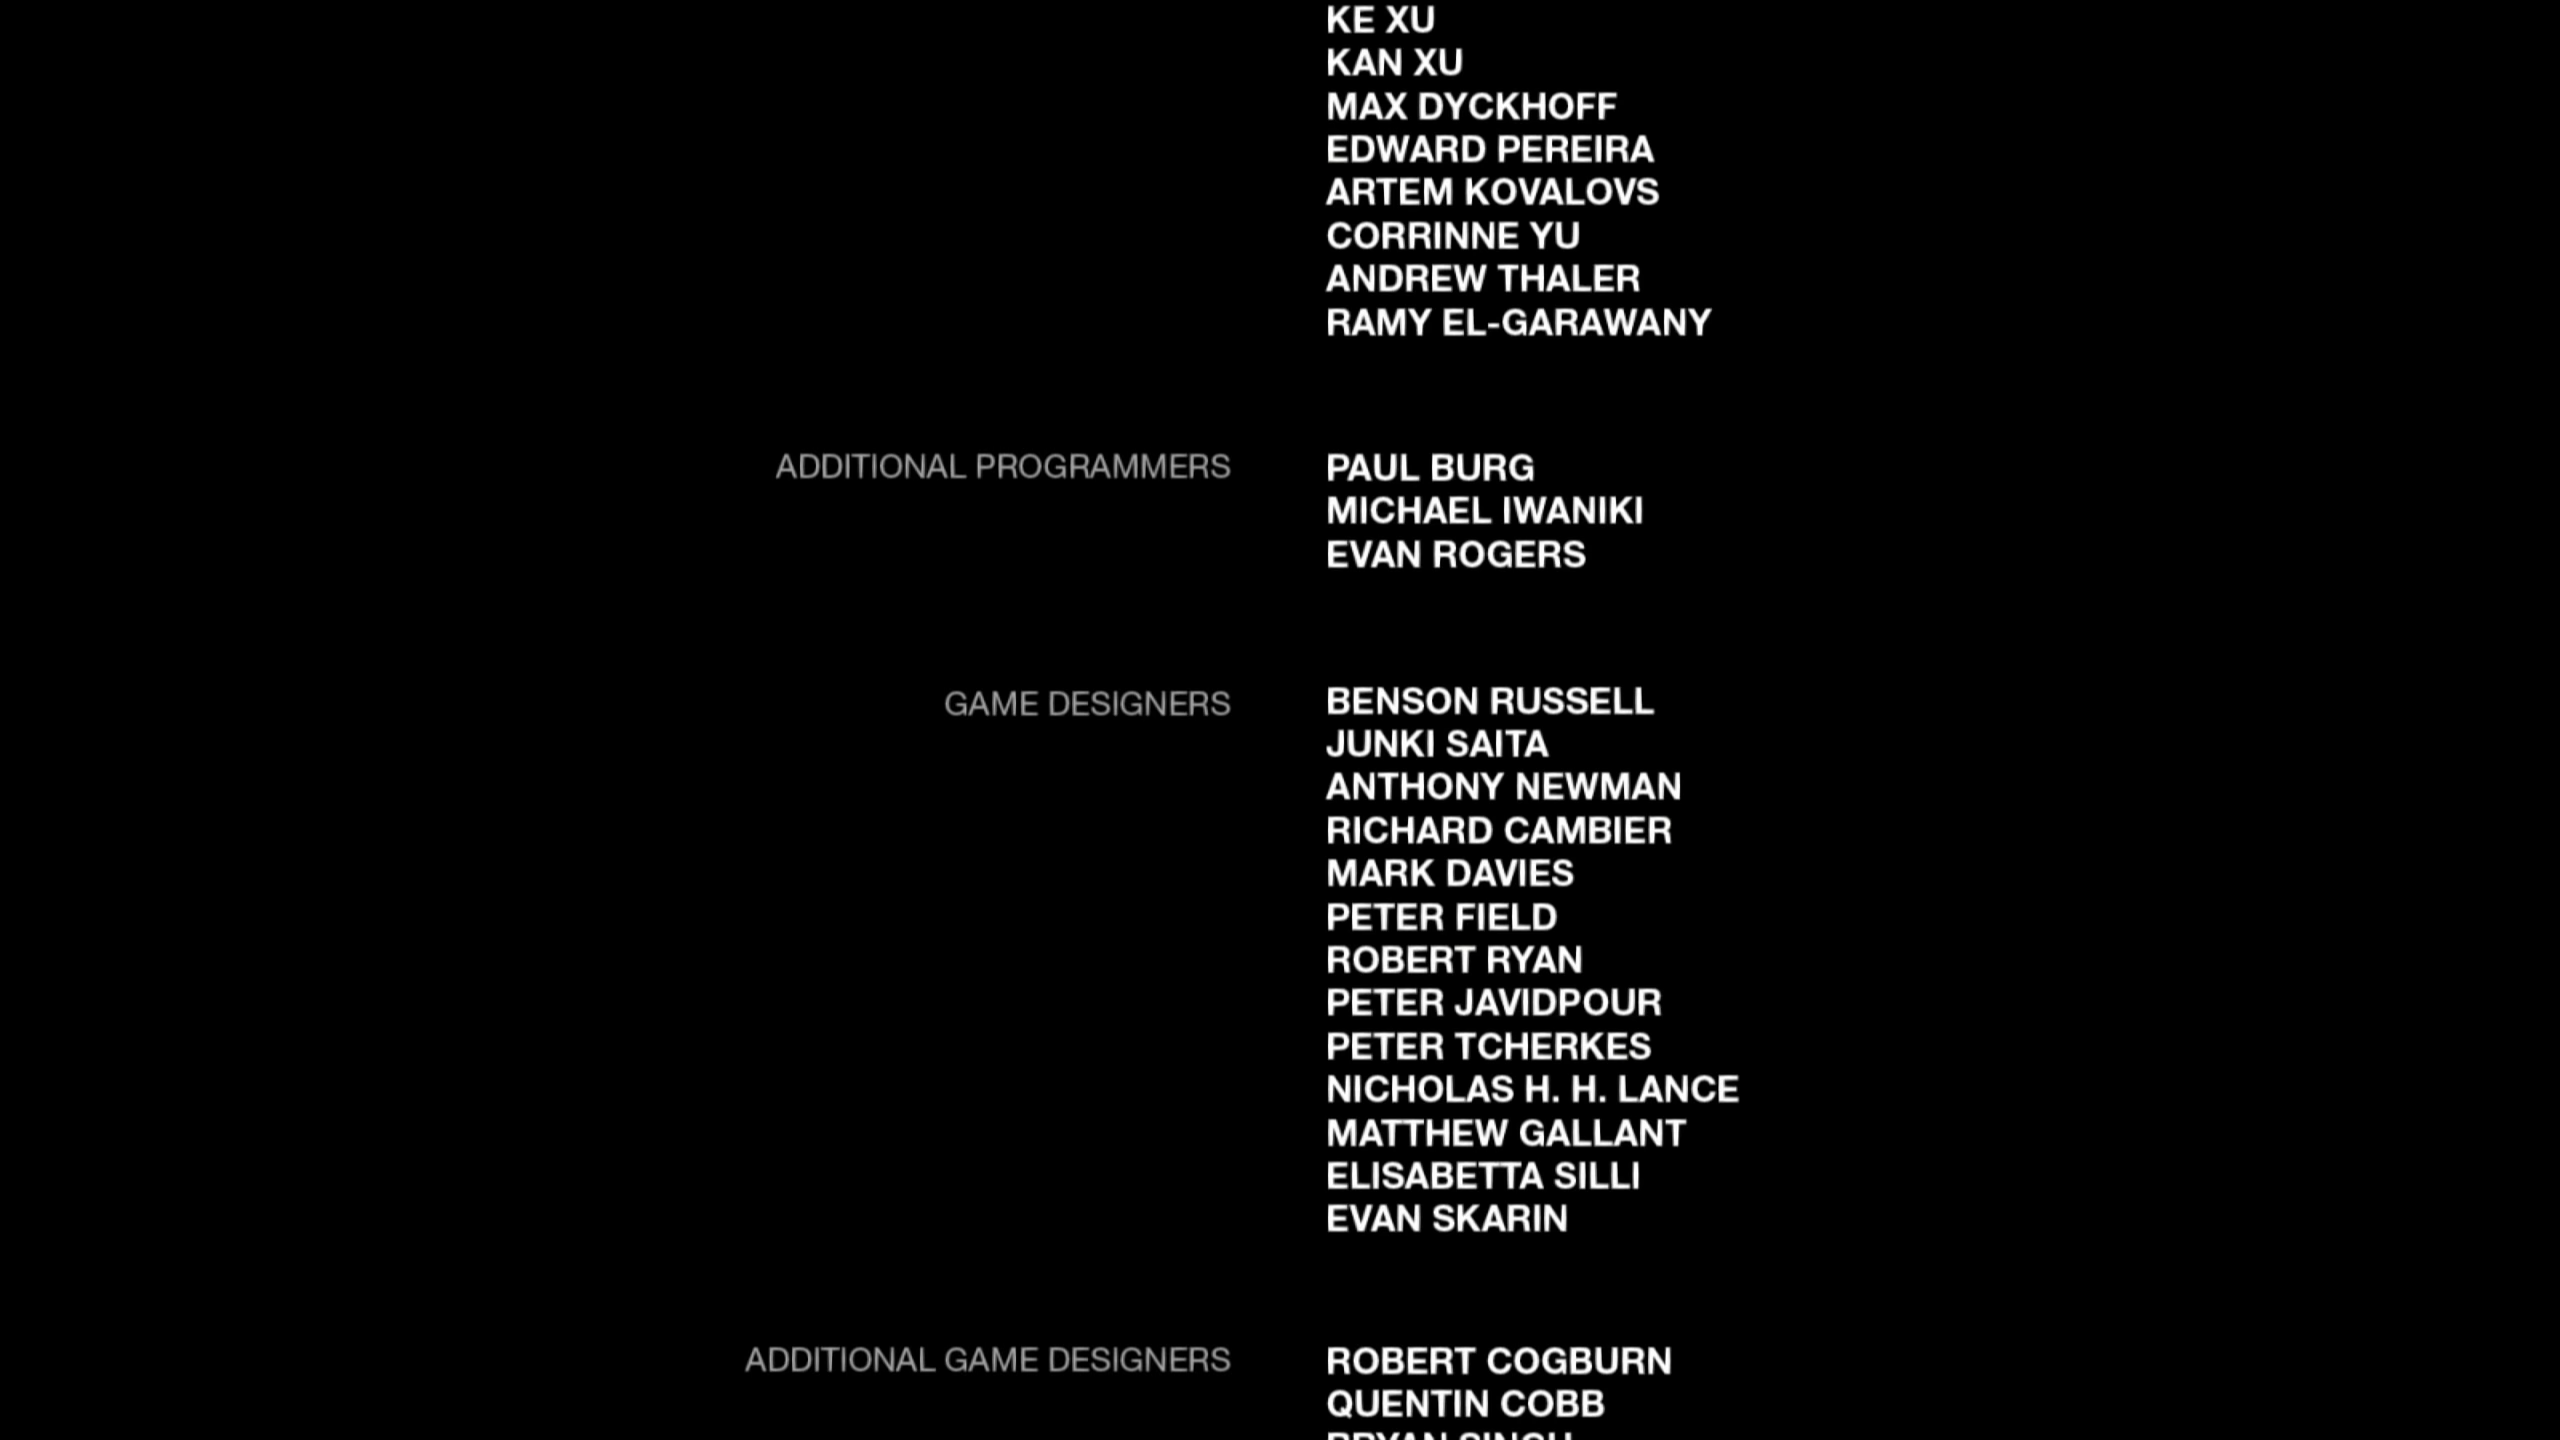 KE XU
KAN XU
MAX DYCKHOFF
EDWARD PEREIRA
ARTEM KOVALOVS
CORRINNE YU
ANDREW THALER
RAMY EL-GARAWANY
ADDITIONAL PROGRAMMERS PAUL BURG
MICHAEL IWANIKI
EVAN ROGERS
GAME DESIGNERS BENSON RUSSELL
JUNKI SAITA
ANTHONY NEWMAN
RICHARD CAMBIER
MARK DAVIES
PETER FIELD
ROBERT RYAN
PETER JAVIDPOUR
PETER TCHERKES
NICHOLAS H. H. LANCE
MATTHEW GALLANT
ELISABETTA SILLI
EVAN SKARIN
ADDITIONAL GAME DESIGNERS ROBERT COGBURN
QUENTIN COBB
BRYAN SINGH